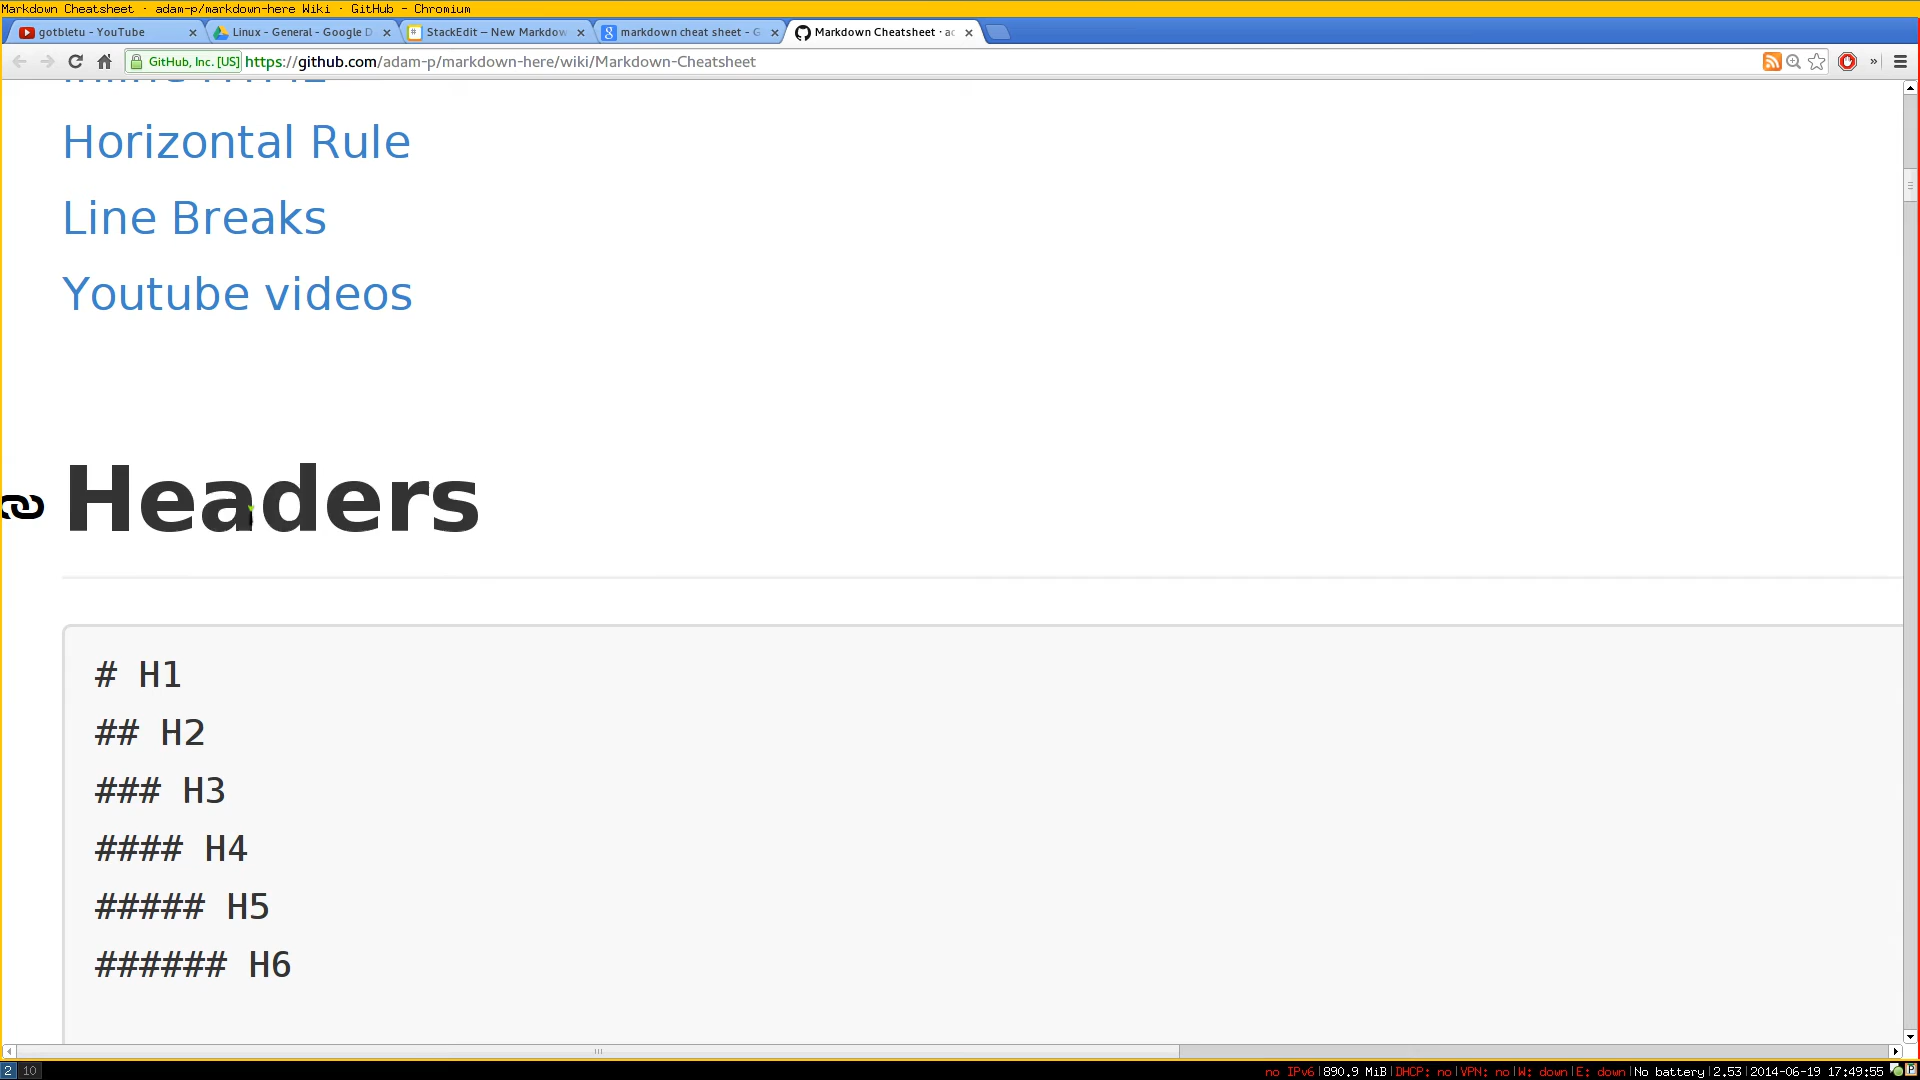 Markdown Cheatsheet · adam-p/markdown-here Wiki · GitHub - Chromium
gotbletu - YouTube
Linux - General - Google D
StackEdit – New Markdow
markdown cheat sheet - G
Markdown Cheatsheet · ad
GitHub, Inc. [US] https://github.com/adam-p/markdown-here/wiki/Markdown-Cheatsheet
Horizontal Rule
Line Breaks
Youtube videos
Headers
# H1
## H2
### H3
#### H4
##### H5
###### H6
2 10
no IPv6|890.9 MiB|DHCP: no|VPN: no|W: down|E: down|No battery|2.53|2014-06-19 17:49:55